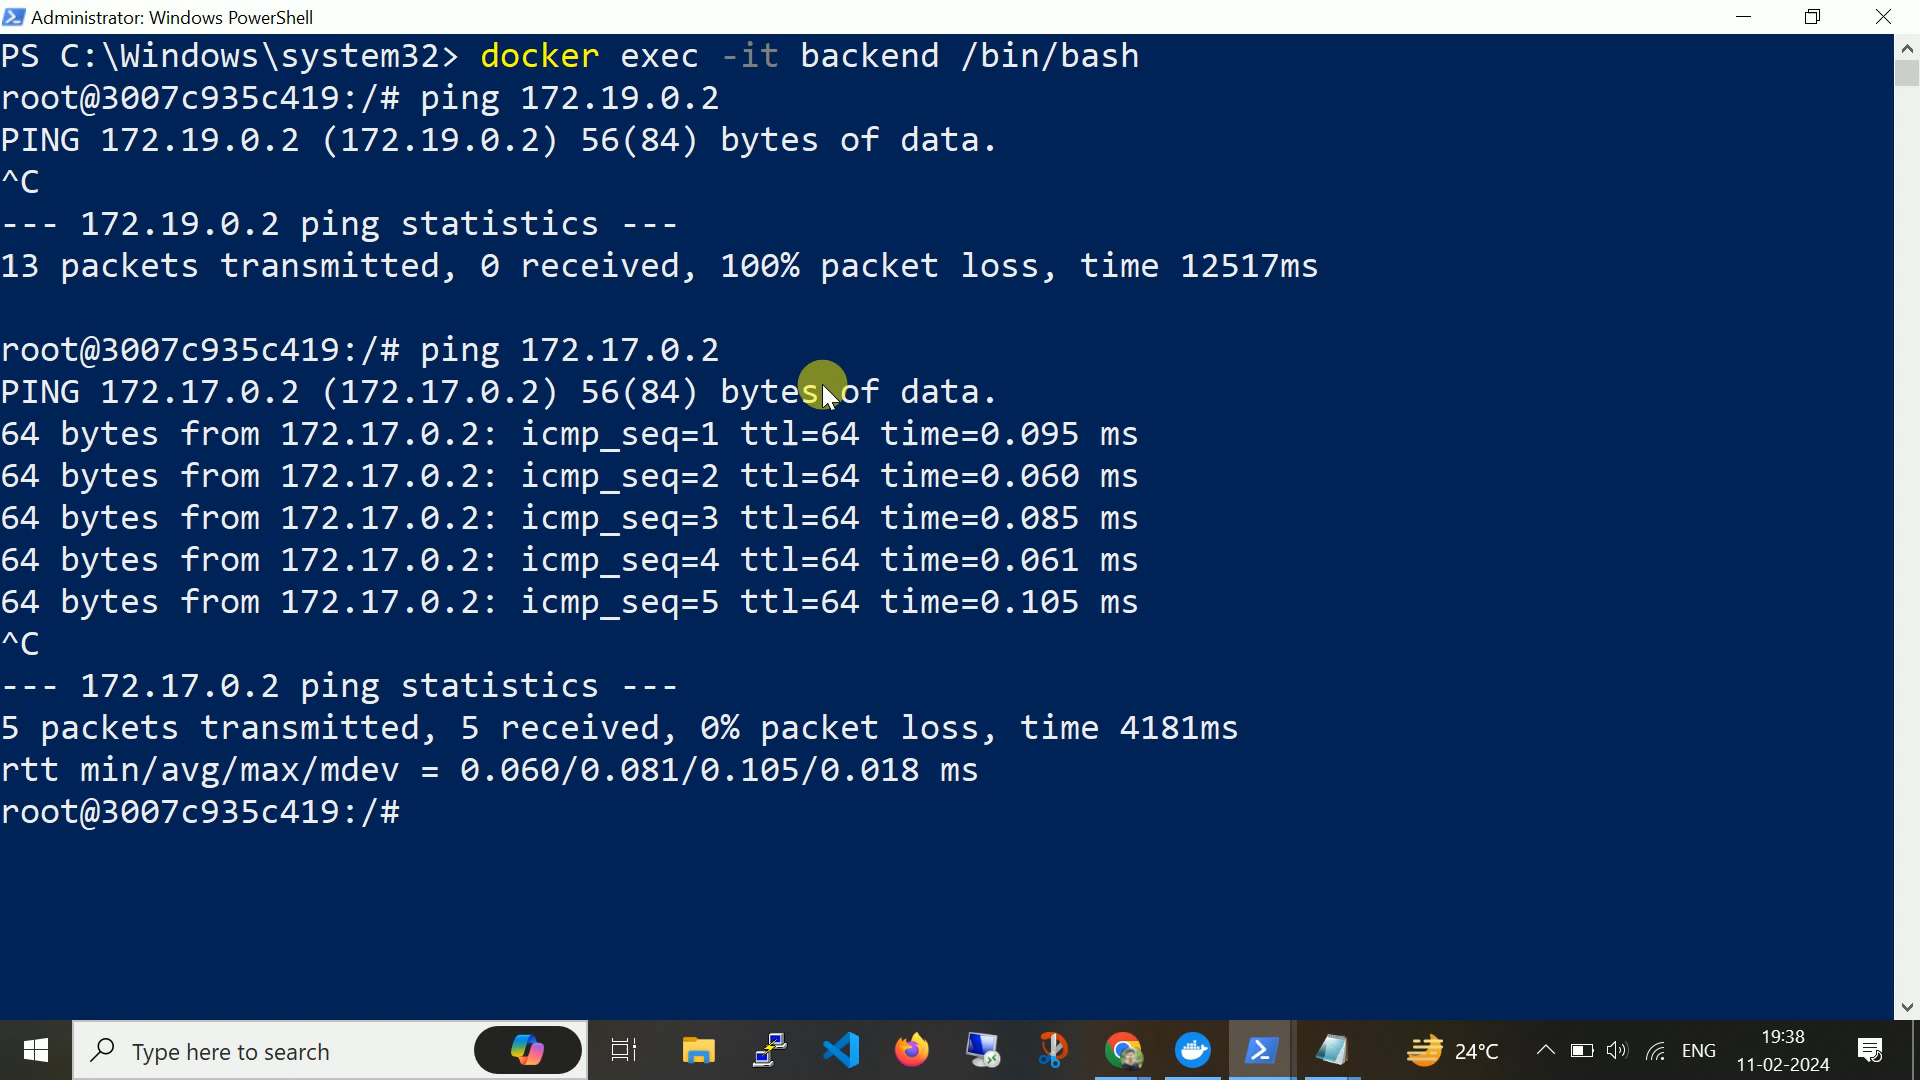 Administrator: Windows PowerShell
PS C:\Windows\system32> docker exec -it backend /bin/bash
root@3007c935c419:/# ping 172.19.0.2
PING 172.19.0.2 (172.19.0.2) 56(84) bytes of data.
^C
--- 172.19.0.2 ping statistics ---
13 packets transmitted, 0 received, 100% packet loss, time 12517ms
root@3007c935c419:/# ping 172.17.0.2
PING 172.17.0.2 (172.17.0.2) 56(84) bytes of data.
64 bytes from 172.17.0.2: icmp_seq=1 ttl=64 time=0.095 ms
64 bytes from 172.17.0.2: icmp_seq=2 ttl=64 time=0.060 ms
64 bytes from 172.17.0.2: icmp_seq=3 ttl=64 time=0.085 ms
64 bytes from 172.17.0.2: icmp_seq=4 ttl=64 time=0.061 ms
64 bytes from 172.17.0.2: icmp_seq=5 ttl=64 time=0.105 ms
^C
--- 172.17.0.2 ping statistics ---
5 packets transmitted, 5 received, 0% packet loss, time 4181ms
rtt min/avg/max/mdev = 0.060/0.081/0.105/0.018 ms
root@3007c935c419:/#
Type here to search
24°C
ENG
19:38
11-02-2024